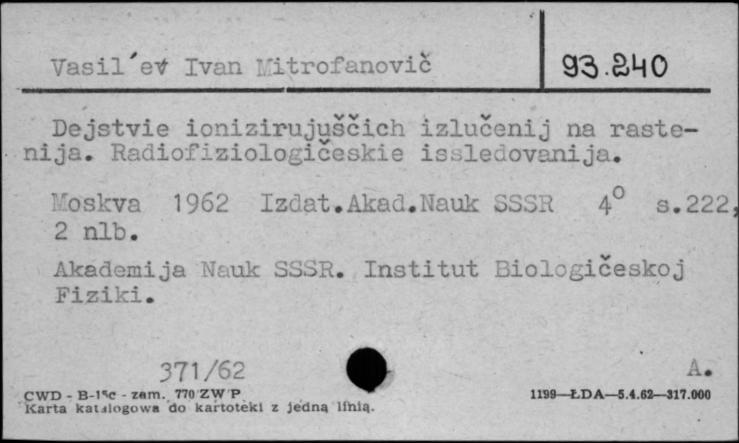 Vasil´ev Ivan Mitrofanovič 93.240
Dejstvie ionizirujuščich izlučenij na raste-
nija. Radiofiziologičeskie issledovanija.
Moskva 1962 Izdat.Akad.Nauk SSSR 4° s.222,
2 nlb.
Akademija Nauk SSSR. Institut Biologičeskoj
Fiziki.
371/62 A.
CWD - B-15c - zam. 770 ZW P 1199—ŁDA—5.4.62—317.000
Karta katalogowa do kartoteki z jedną linią.